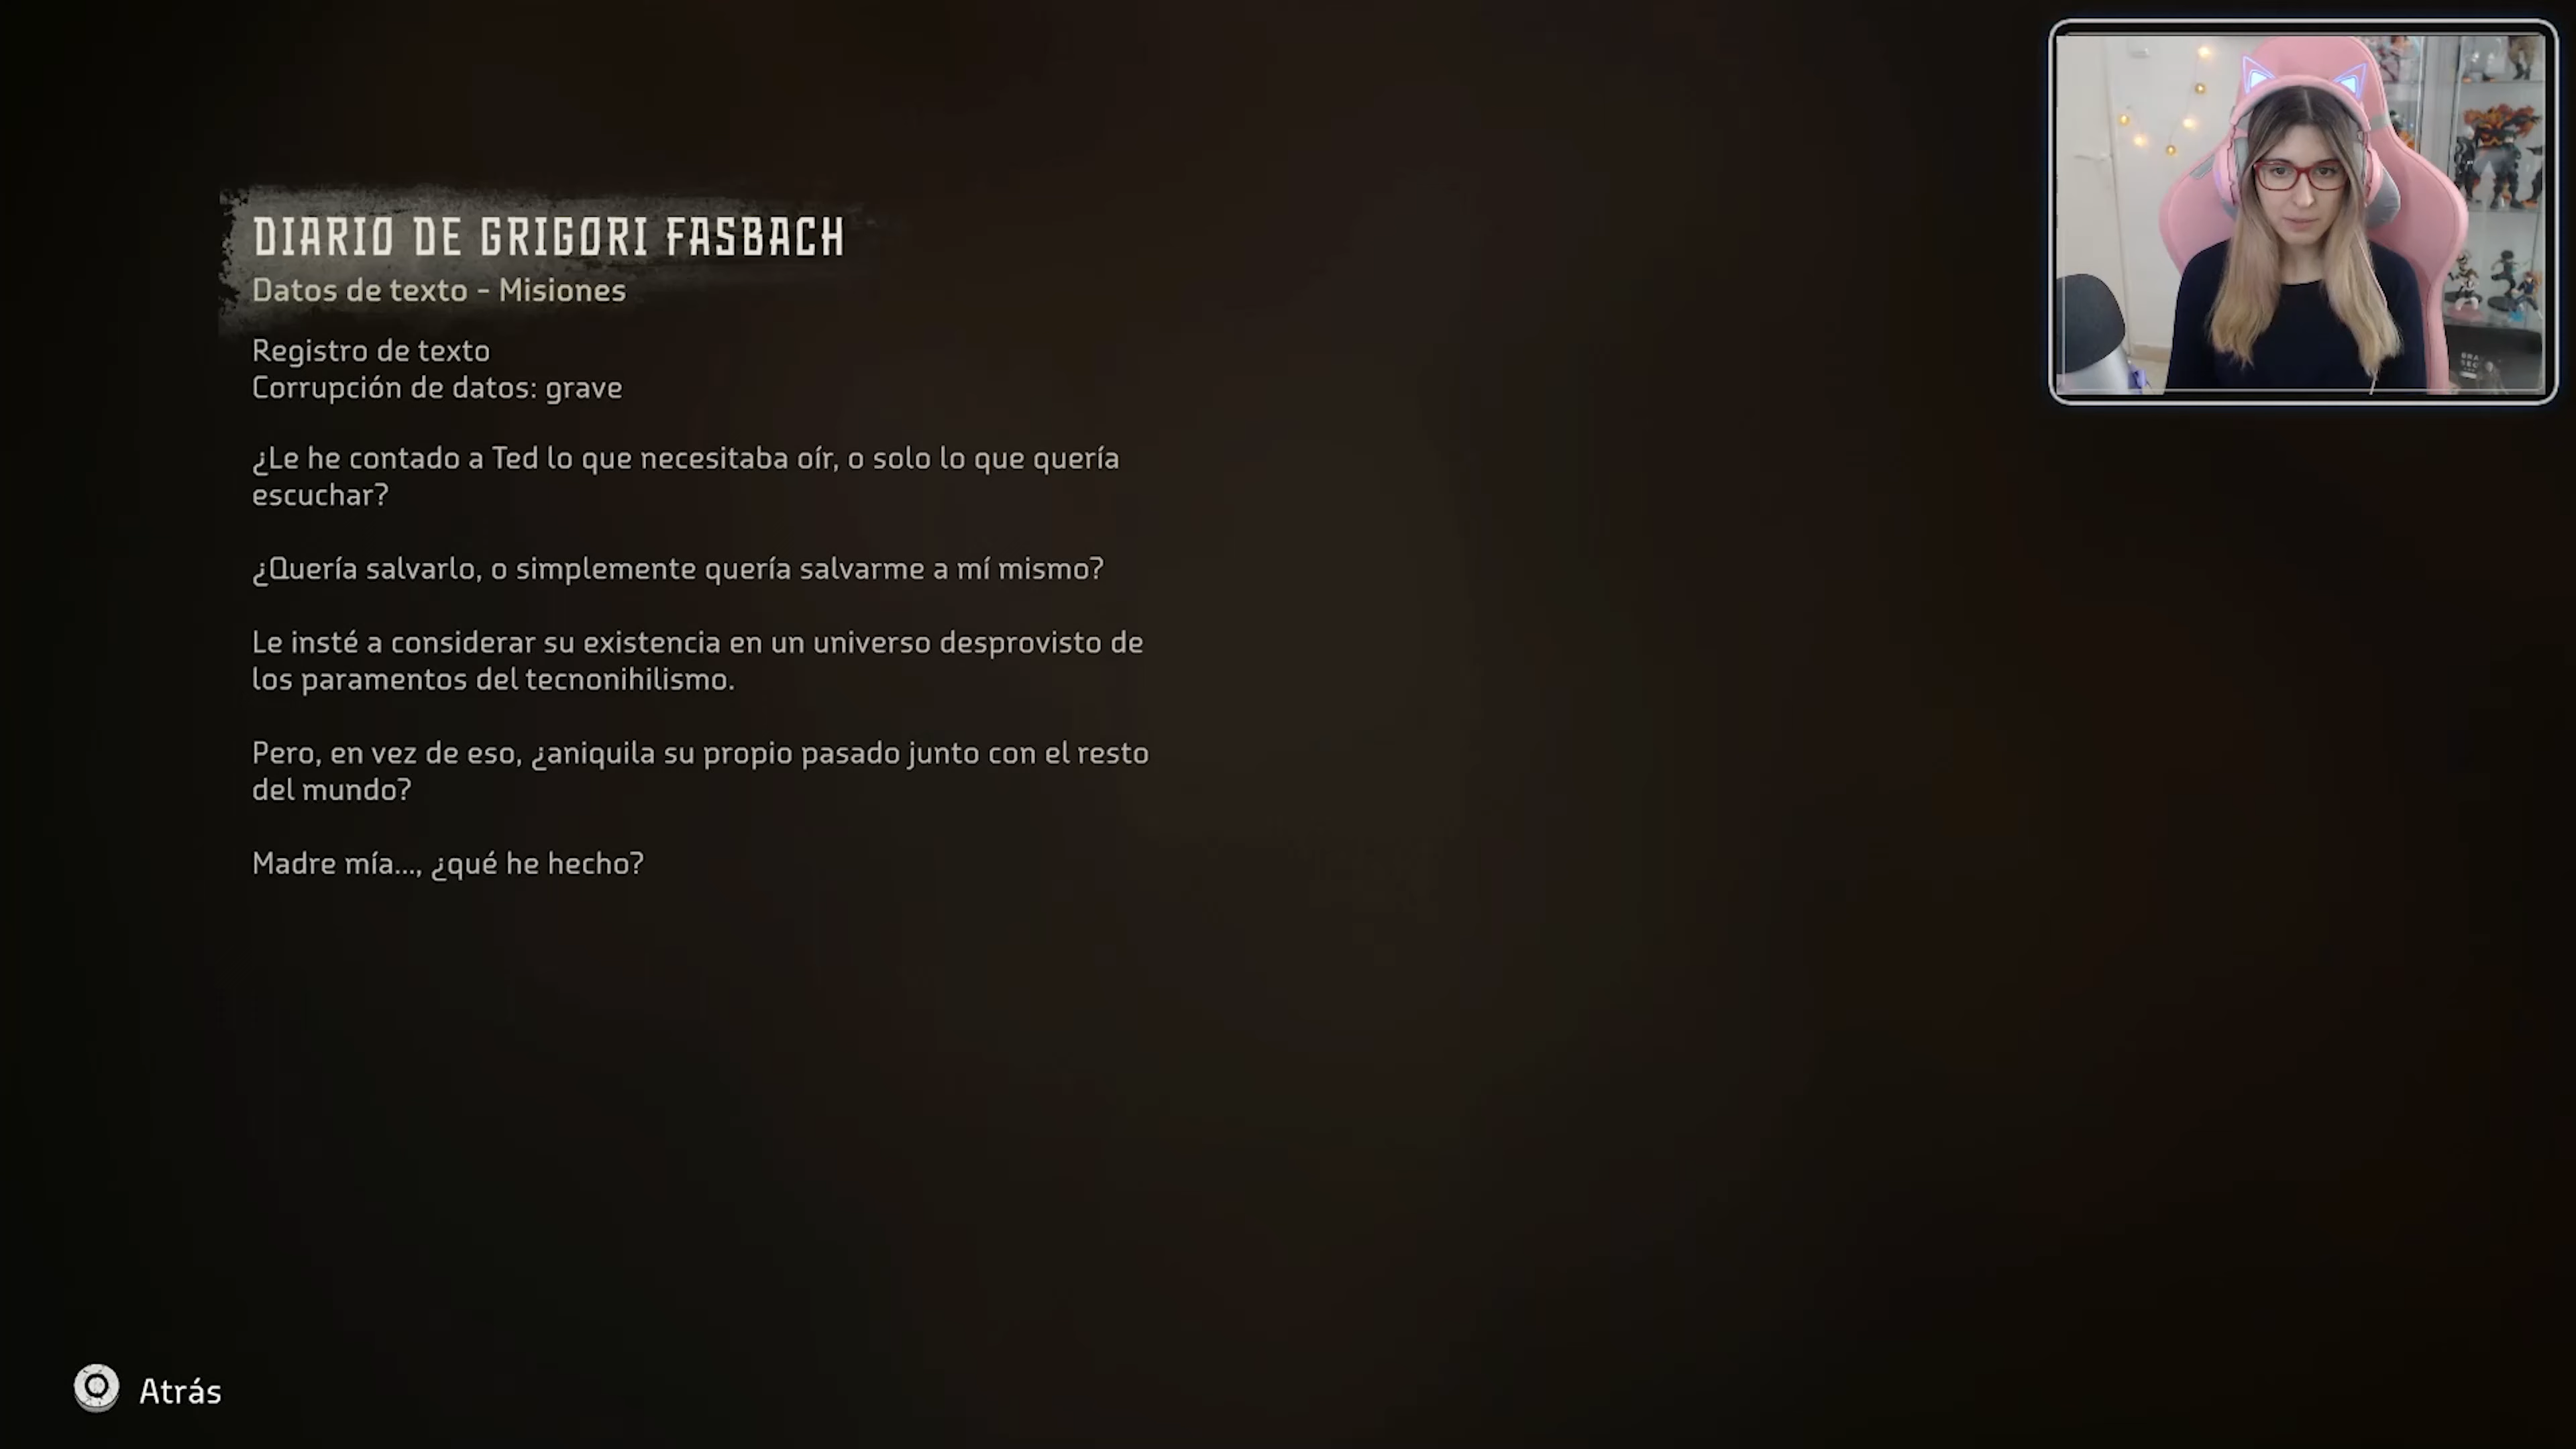 DIARIO DE GRIGORI FASBACH
Datos de texto - Misiones
Registro de texto
Corrupción de datos: grave
¿Le he contado a Ted lo que necesitaba oír, o solo lo que quería
escuchar?
¿Quería salvarlo, o simplemente quería salvarme a mí mismo?
Le insté a considerar su existencia en un universo desprovisto de
los paramentos del tecnonihilismo.
Pero, en vez de eso, ¿aniquila su propio pasado junto con el resto
del mundo?
Madre mía..., ¿qué he hecho?
Atrás